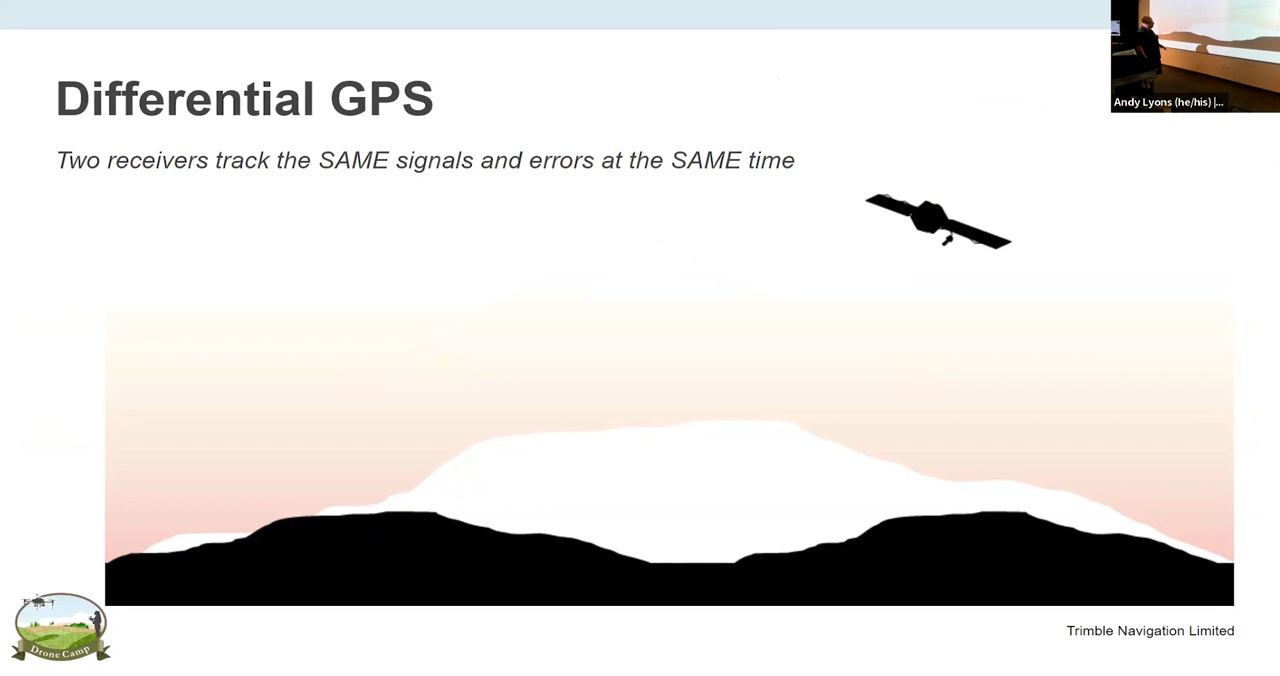 Differential GPS
Two receivers track the SAME signals and errors at the SAME time
Andy Lyons (he/his) |...
Trimble Navigation Limited
Drone Camp